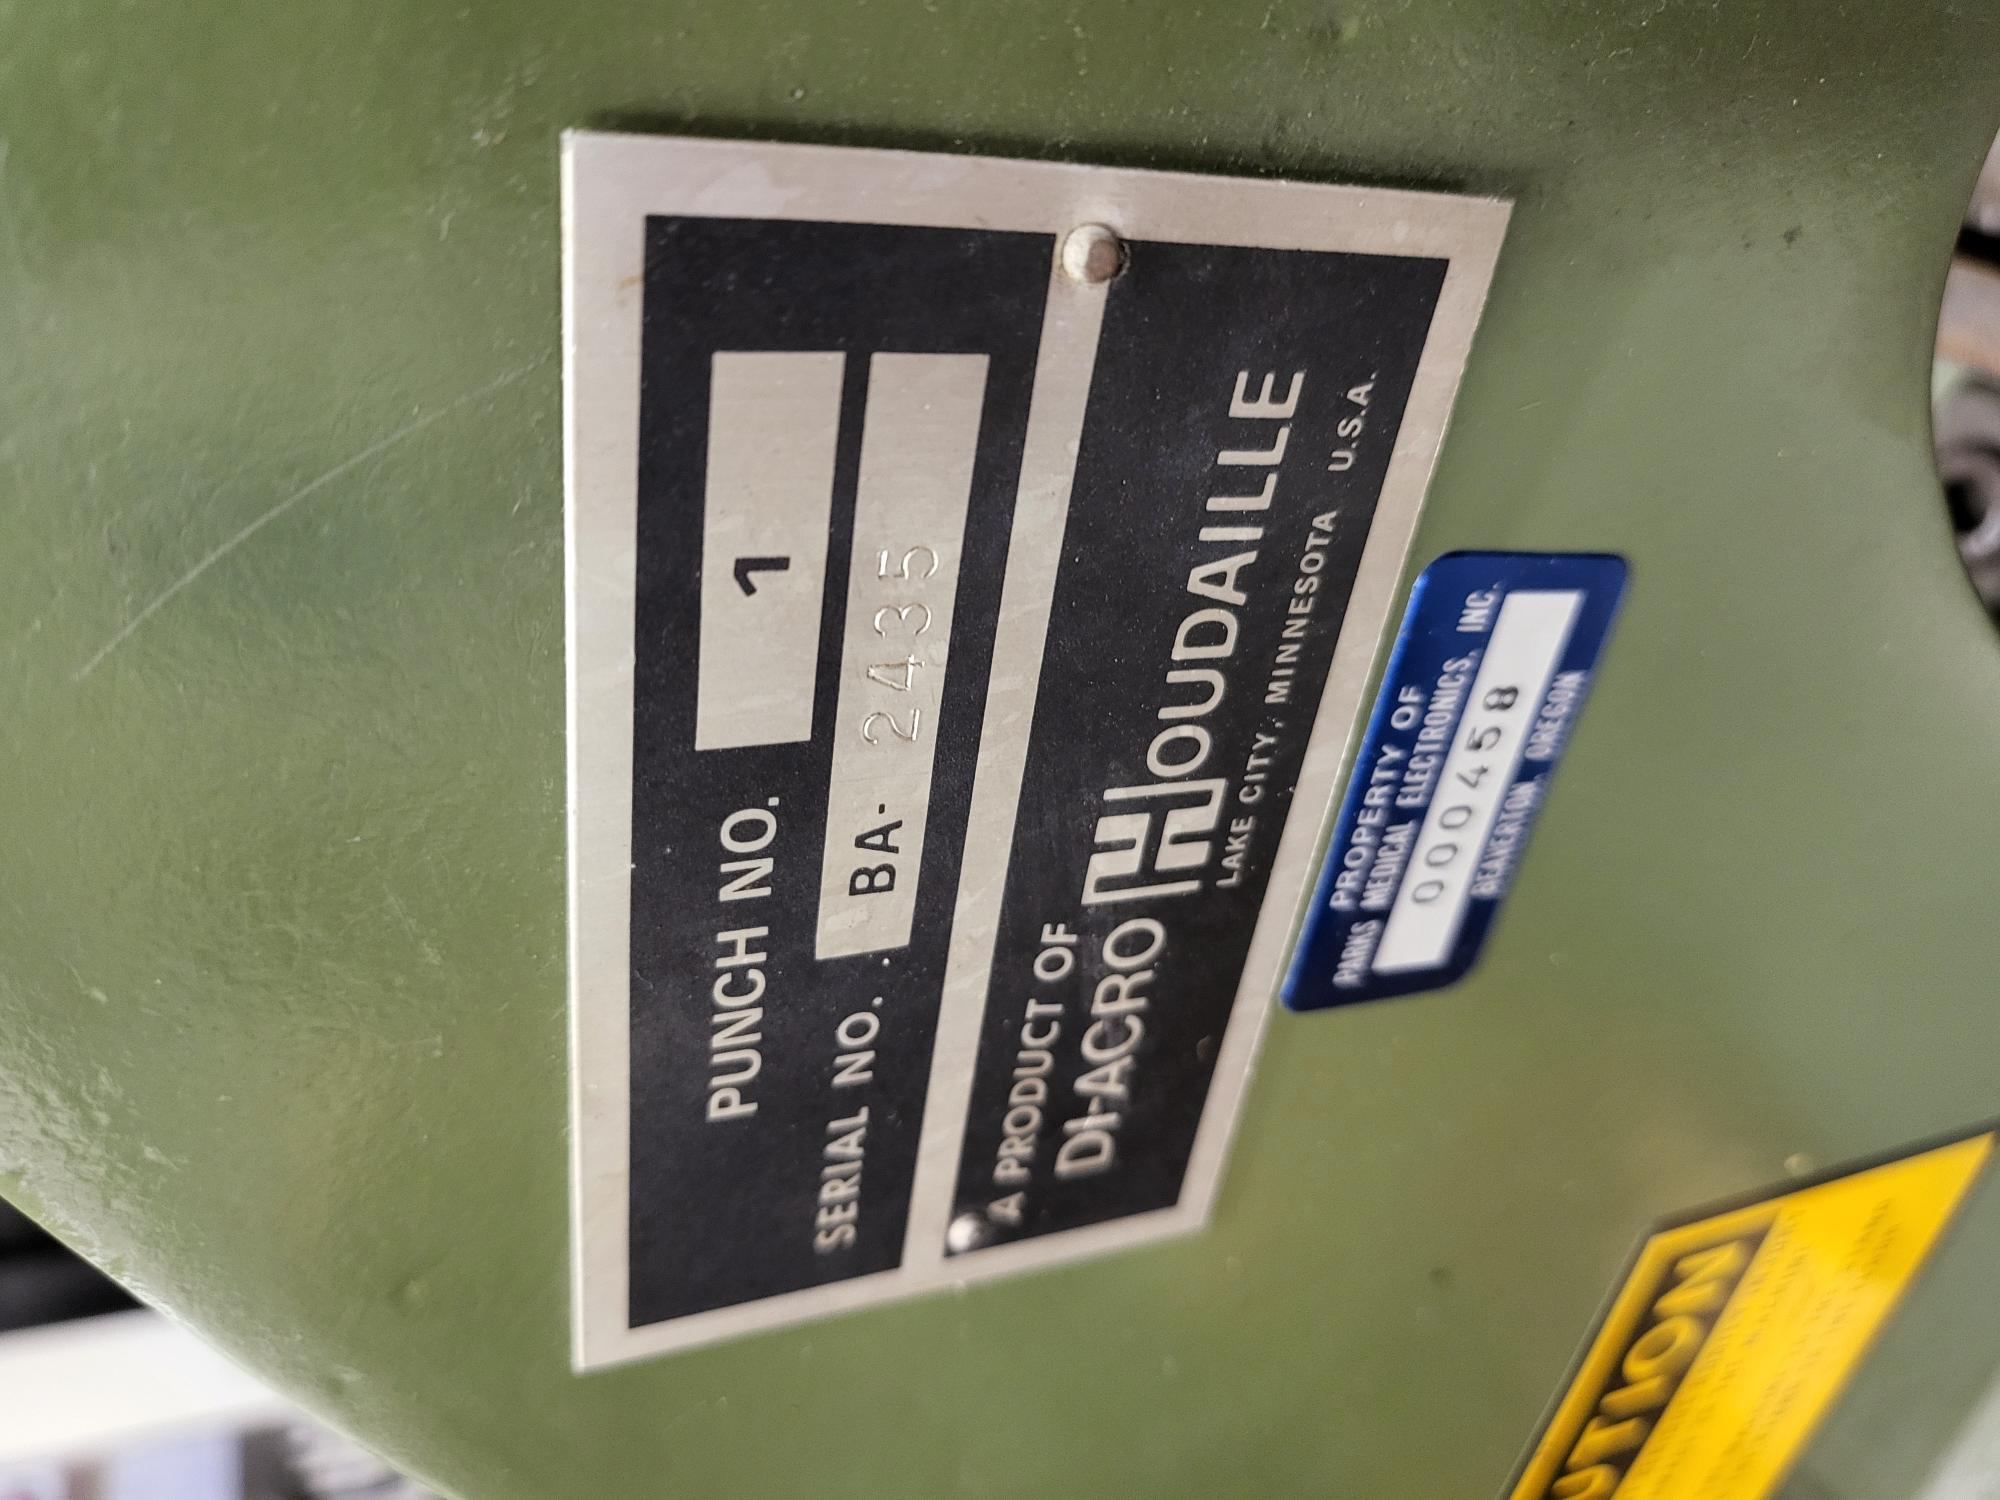 PUNCH NO. 1
SERIAL NO. BA- 2435
A PRODUCT OF
DI-ACRO HOUDAILLE
LAKE CITY, MINNESOTA U.S.A.
PROPERTY OF
PARKS MEDICAL ELECTRONICS, INC.
000458
BEAVERTON, OREGON